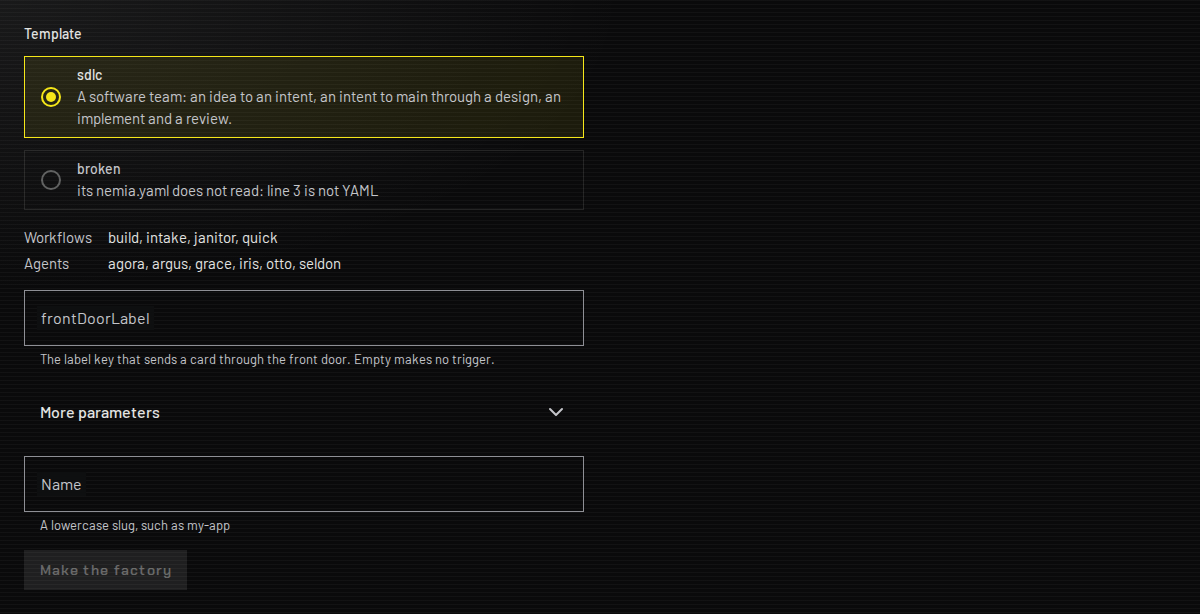 Template
sdlc
A software team: an idea to an intent, an intent to main through a design, an
implement and a review.
broken
its nemia.yaml does not read: line 3 is not YAML
Workflows build, intake, janitor, quick
Agents agora, argus, grace, iris, otto, seldon
frontDoorLabel
The label key that sends a card through the front door. Empty makes no trigger.
More parameters
Name
A lowercase slug, such as my-app
Make the factory